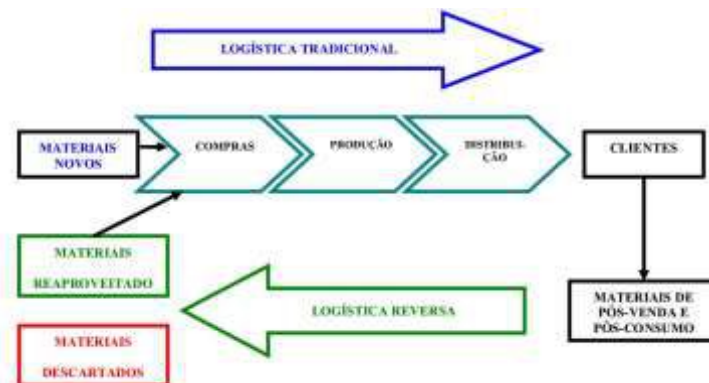 LOGÍSTICA TRADICIONAL
MATERIAIS
NOVOS
COMPRAS
PRODUÇÃO
DISTRIBUI-
ÇÃO
CLIENTES
MATERIAIS
REAPROVEITADO
LOGÍSTICA REVERSA
MATERIAIS DE
PÓS-VENDA E
PÓS-CONSUMO
MATERIAIS
DESCARTADOS